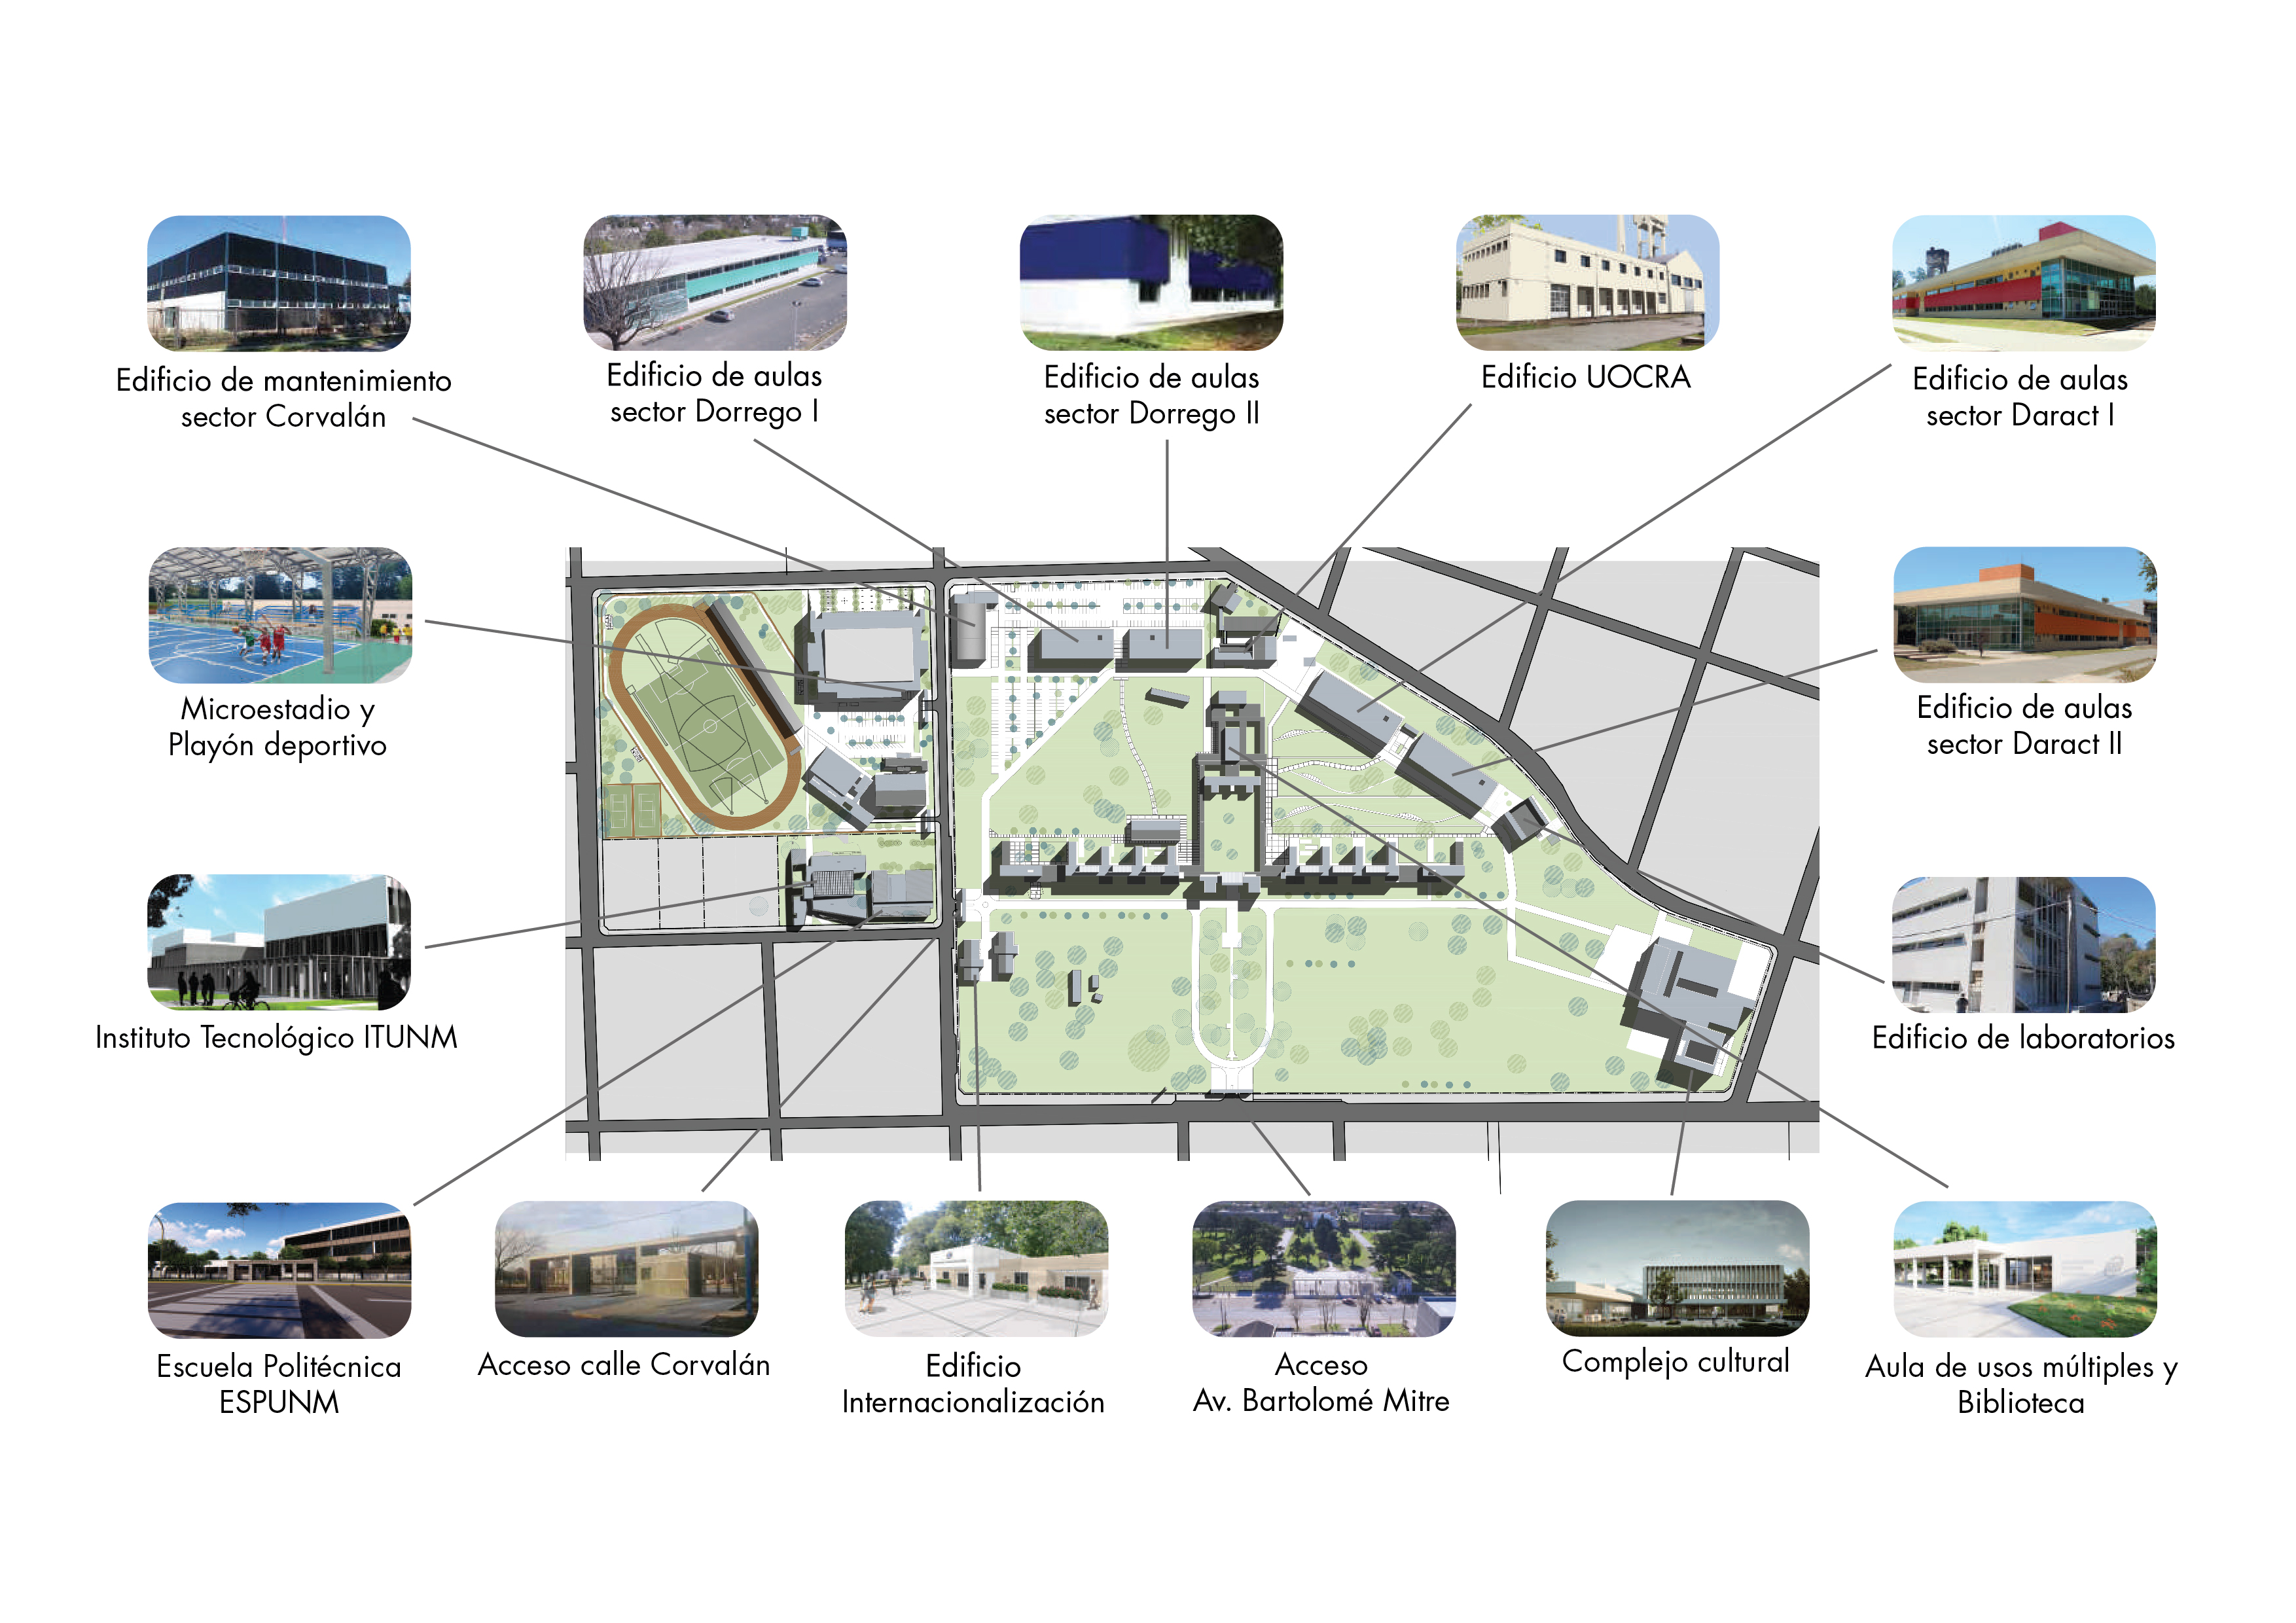 Edificio de mantenimiento
sector Corvalán
Edificio de aulas
sector Dorrego I
Edificio de aulas
sector Dorrego II
Edificio UOCRA
Edificio de aulas
sector Daract I
Microestadio y
Playón deportivo
Edificio de aulas
sector Daract II
Instituto Tecnológico ITUNM
Edificio de laboratorios
Escuela Politécnica
ESPUNM
Acceso calle Corvalán
Edificio
Internacionalización
Acceso
Av. Bartolomé Mitre
Complejo cultural
Aula de usos múltiples y
Biblioteca